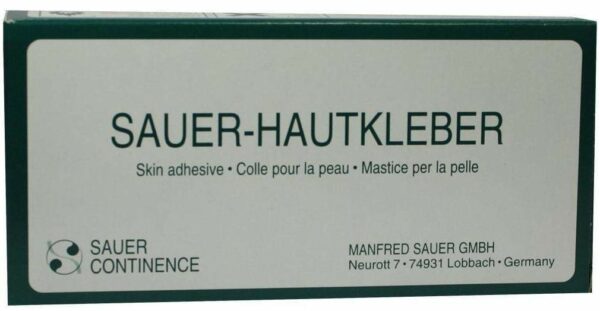 SAUER-HAUTKLEBER
Skin adhesive • Colle pour la peau • Mastice per la pelle
SAUER
CONTINENCE
MANFRED SAUER GMBH
Neurott 7 • 74931 Lobbach • Germany